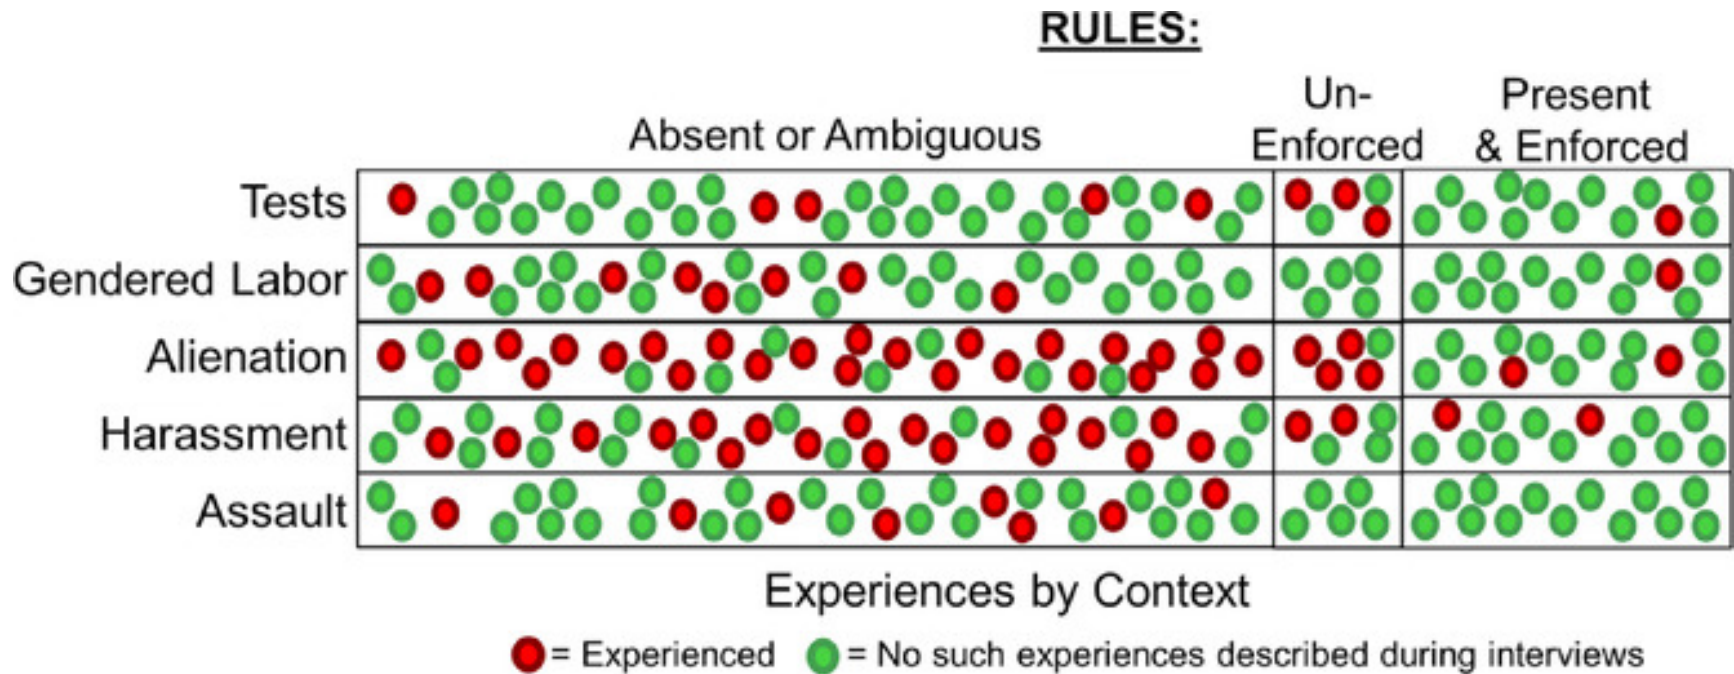 RULES:
Absent or Ambiguous
Un-
Enforced
Present
& Enforced
Tests
Gendered Labor
Alienation
Harassment
Assault
Experiences by Context
= Experienced
= No such experiences described during interviews